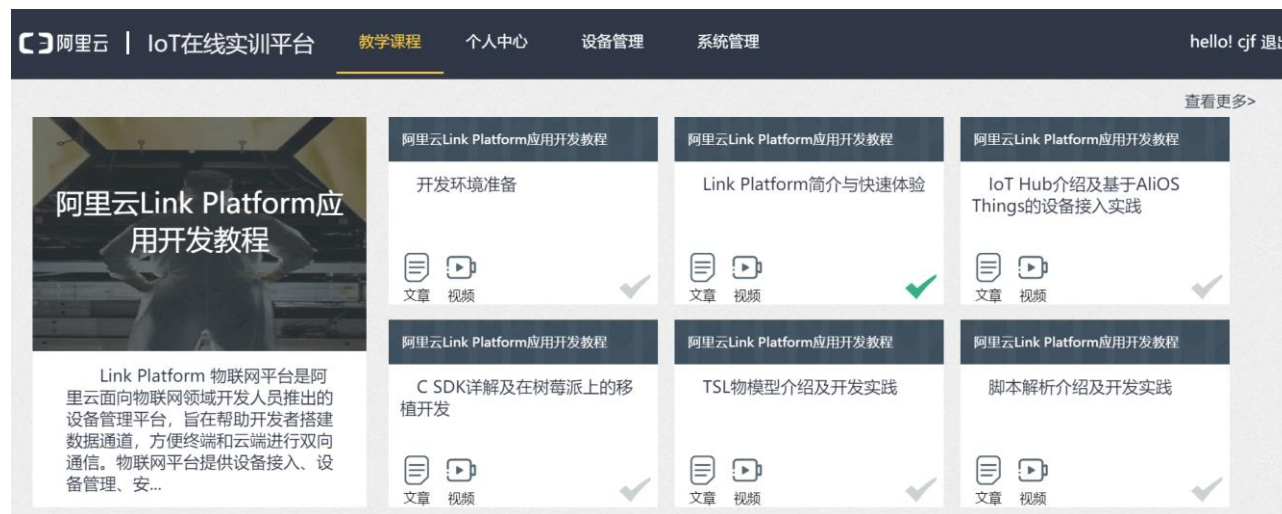 阿里云 | IoT在线实训平台 教学课程 个人中心 设备管理 系统管理 hello! cjf 退出
查看更多>
阿里云Link Platform应
用开发教程
Link Platform 物联网平台是阿
里云面向物联网领域开发人员推出的
设备管理平台，旨在帮助开发者搭建
数据通道，方便终端和云端进行双向
通信。物联网平台提供设备接入、设
备管理、安...
阿里云Link Platform应用开发教程
开发环境准备
文章 视频
阿里云Link Platform应用开发教程
Link Platform简介与快速体验
文章 视频
阿里云Link Platform应用开发教程
IoT Hub介绍及基于AliOS
Things的设备接入实践
文章 视频
阿里云Link Platform应用开发教程
C SDK详解及在树莓派上的移
植开发
文章 视频
阿里云Link Platform应用开发教程
TSL物模型介绍及开发实践
文章 视频
阿里云Link Platform应用开发教程
脚本解析介绍及开发实践
文章 视频